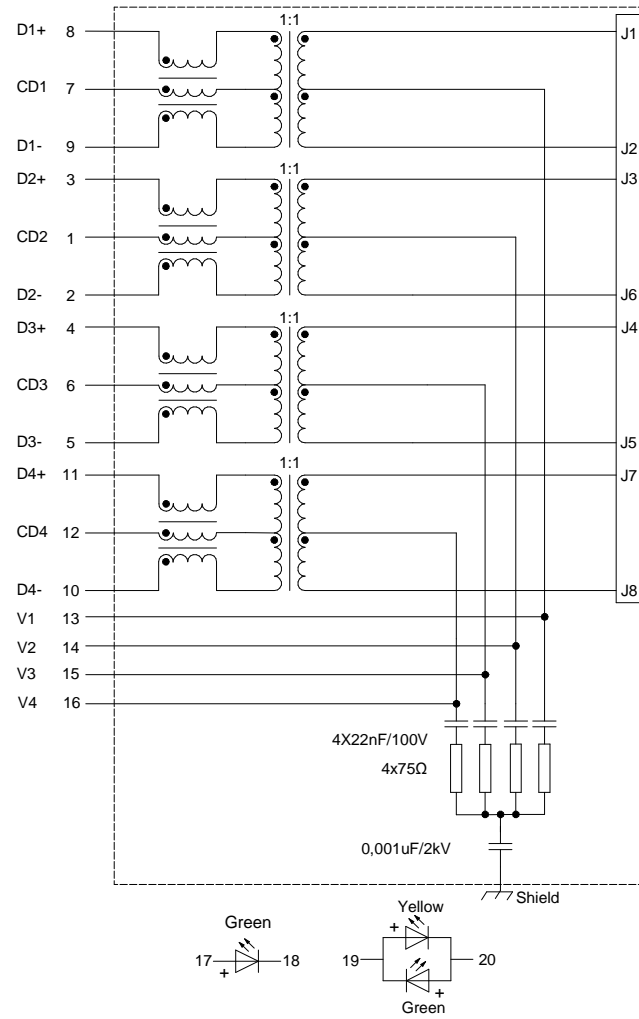 1:1
D1+ 8 J1
CD1 7
D1- 9 J2
1:1
D2+ 3 J3
CD2 1
D2- 2 J6
1:1
D3+ 4 J4
CD3 6
D3- 5 J5
1:1
D4+ 11 J7
CD4 12
D4- 10 J8
V1 13
V2 14
V3 15
V4 16
4X22nF/100V
4x75Ω
0,001uF/2kV
Shield
Green
17 + 18
Yellow
+
19 20
+
Green